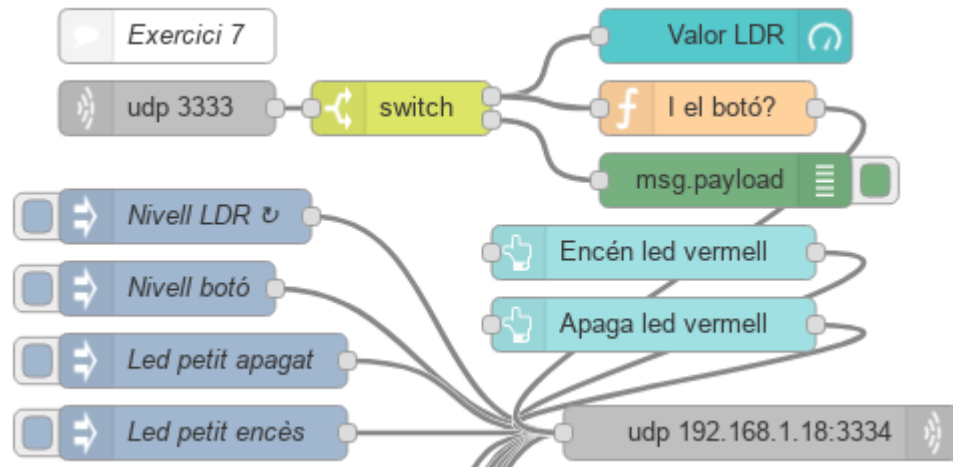 Exercici 7
Valor LDR
udp 3333
switch
I el botó?
msg.payload
Nivell LDR ↻
Encén led vermell
Nivell botó
Apaga led vermell
Led petit apagat
Led petit encès
udp 192.168.1.18:3334